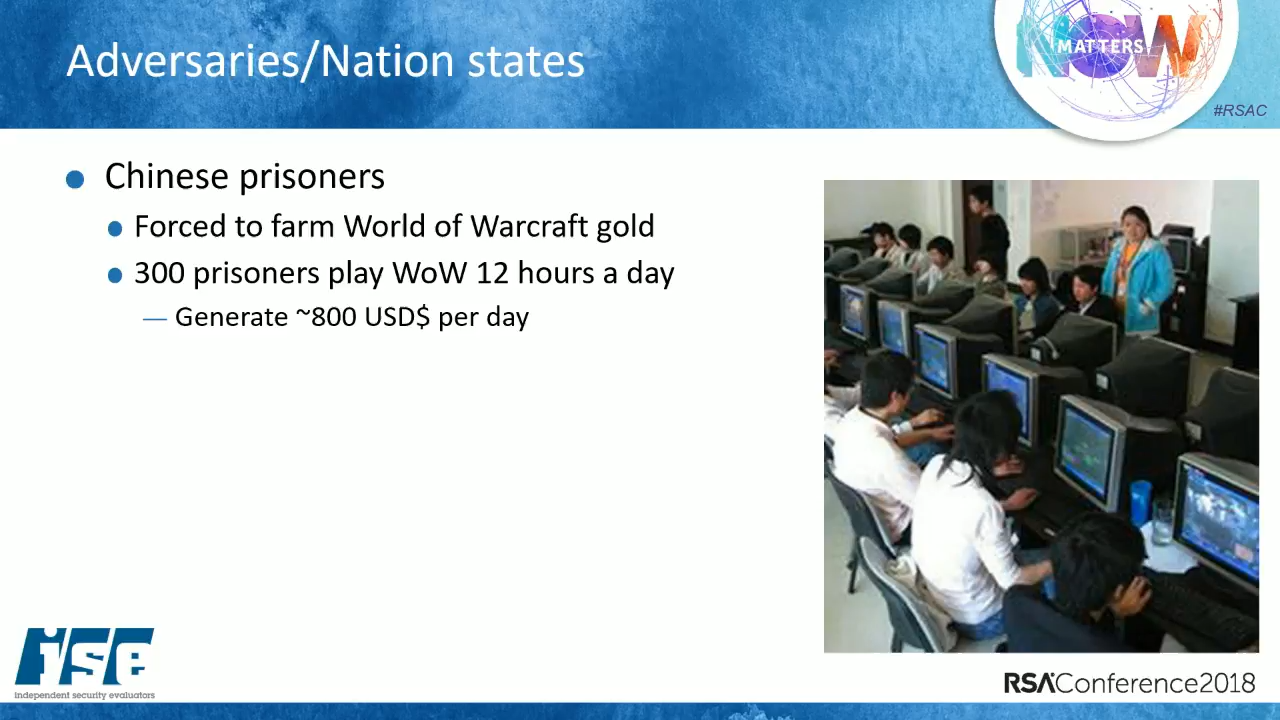 Adversaries/Nation states
NOW
MATTERS
#RSAC
Chinese prisoners
Forced to farm World of Warcraft gold
300 prisoners play WoW 12 hours a day
— Generate ~800 USD$ per day
ise
independent security evaluators
RSAConference2018